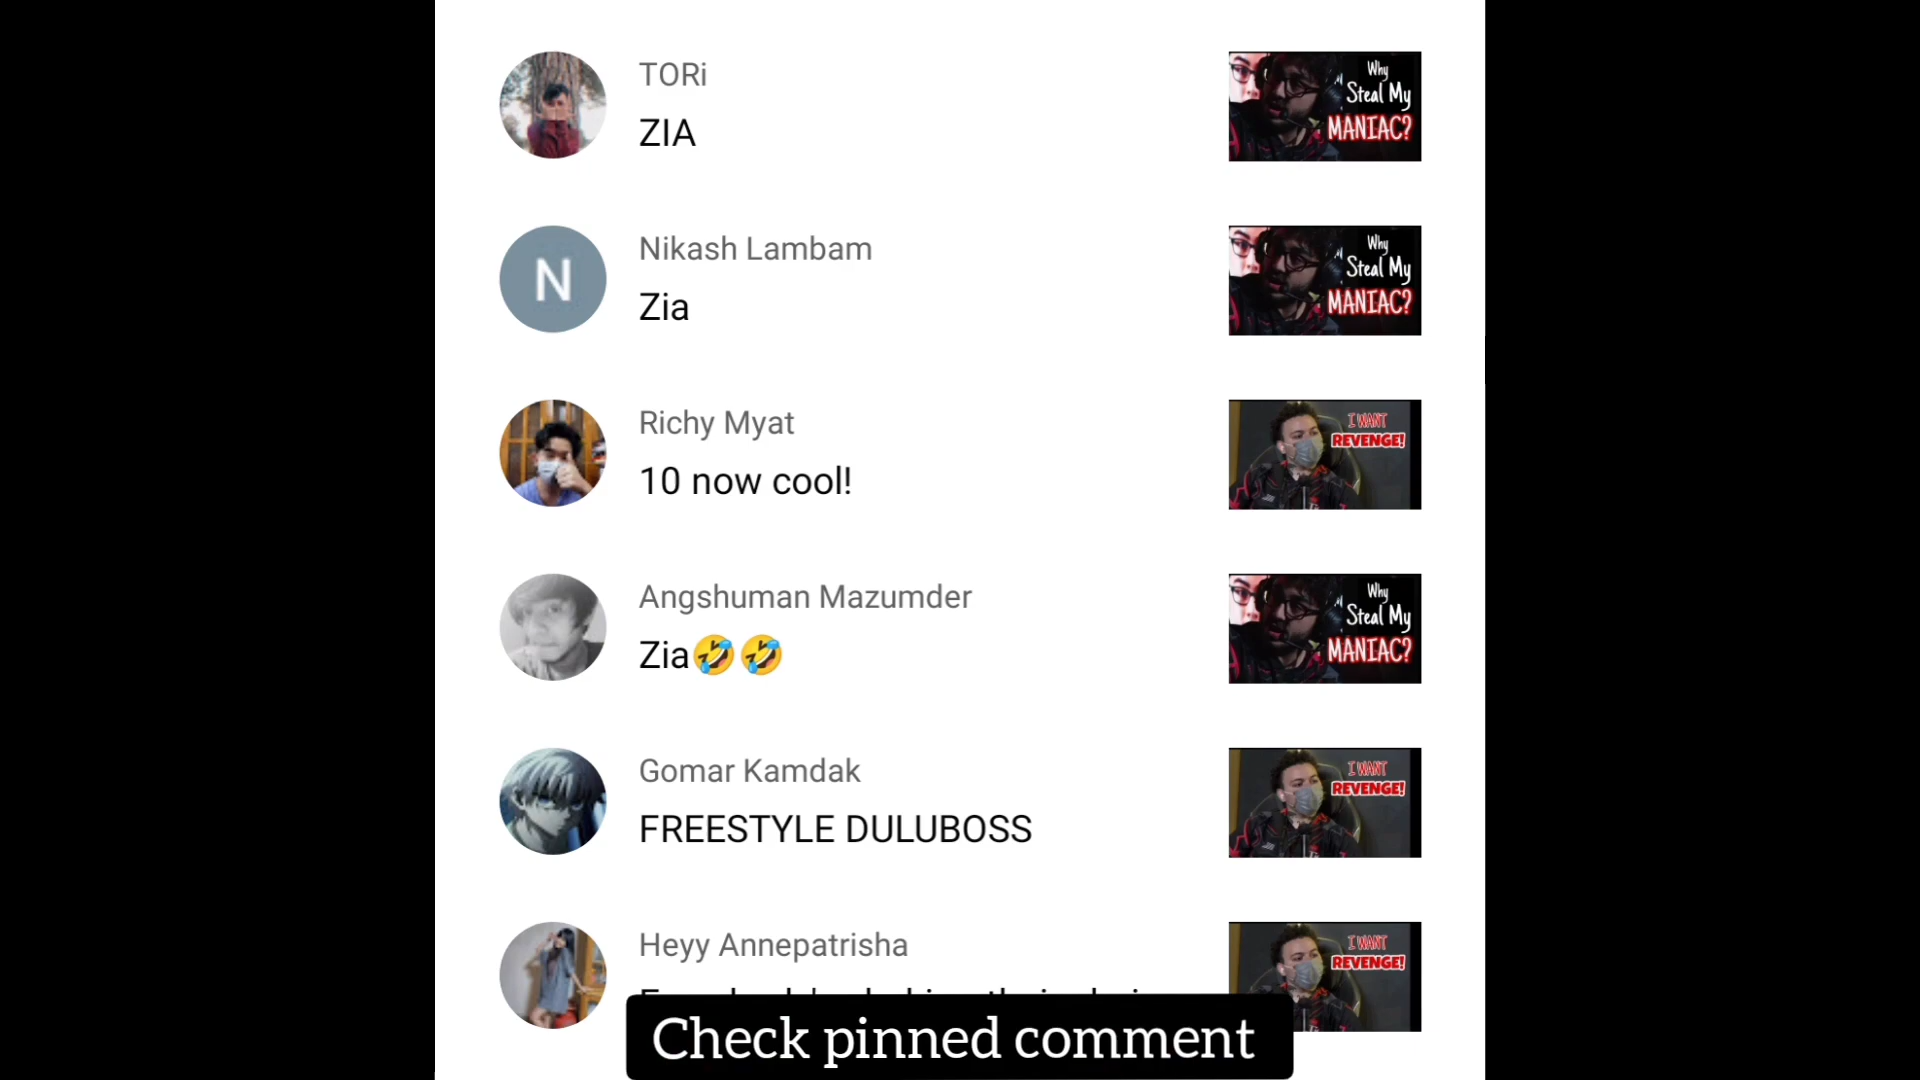 TORi
ZIA
Why
Steal My
MANIAC?
N
Nikash Lambam
Zia
Why
Steal My
MANIAC?
Richy Myat
10 now cool!
I WANT
REVENGE!
Angshuman Mazumder
Zia🤣🤣
Why
Steal My
MANIAC?
Gomar Kamdak
FREESTYLE DULUBOSS
I WANT
REVENGE!
Heyy Annepatrisha
I WANT
REVENGE!
Check pinned comment